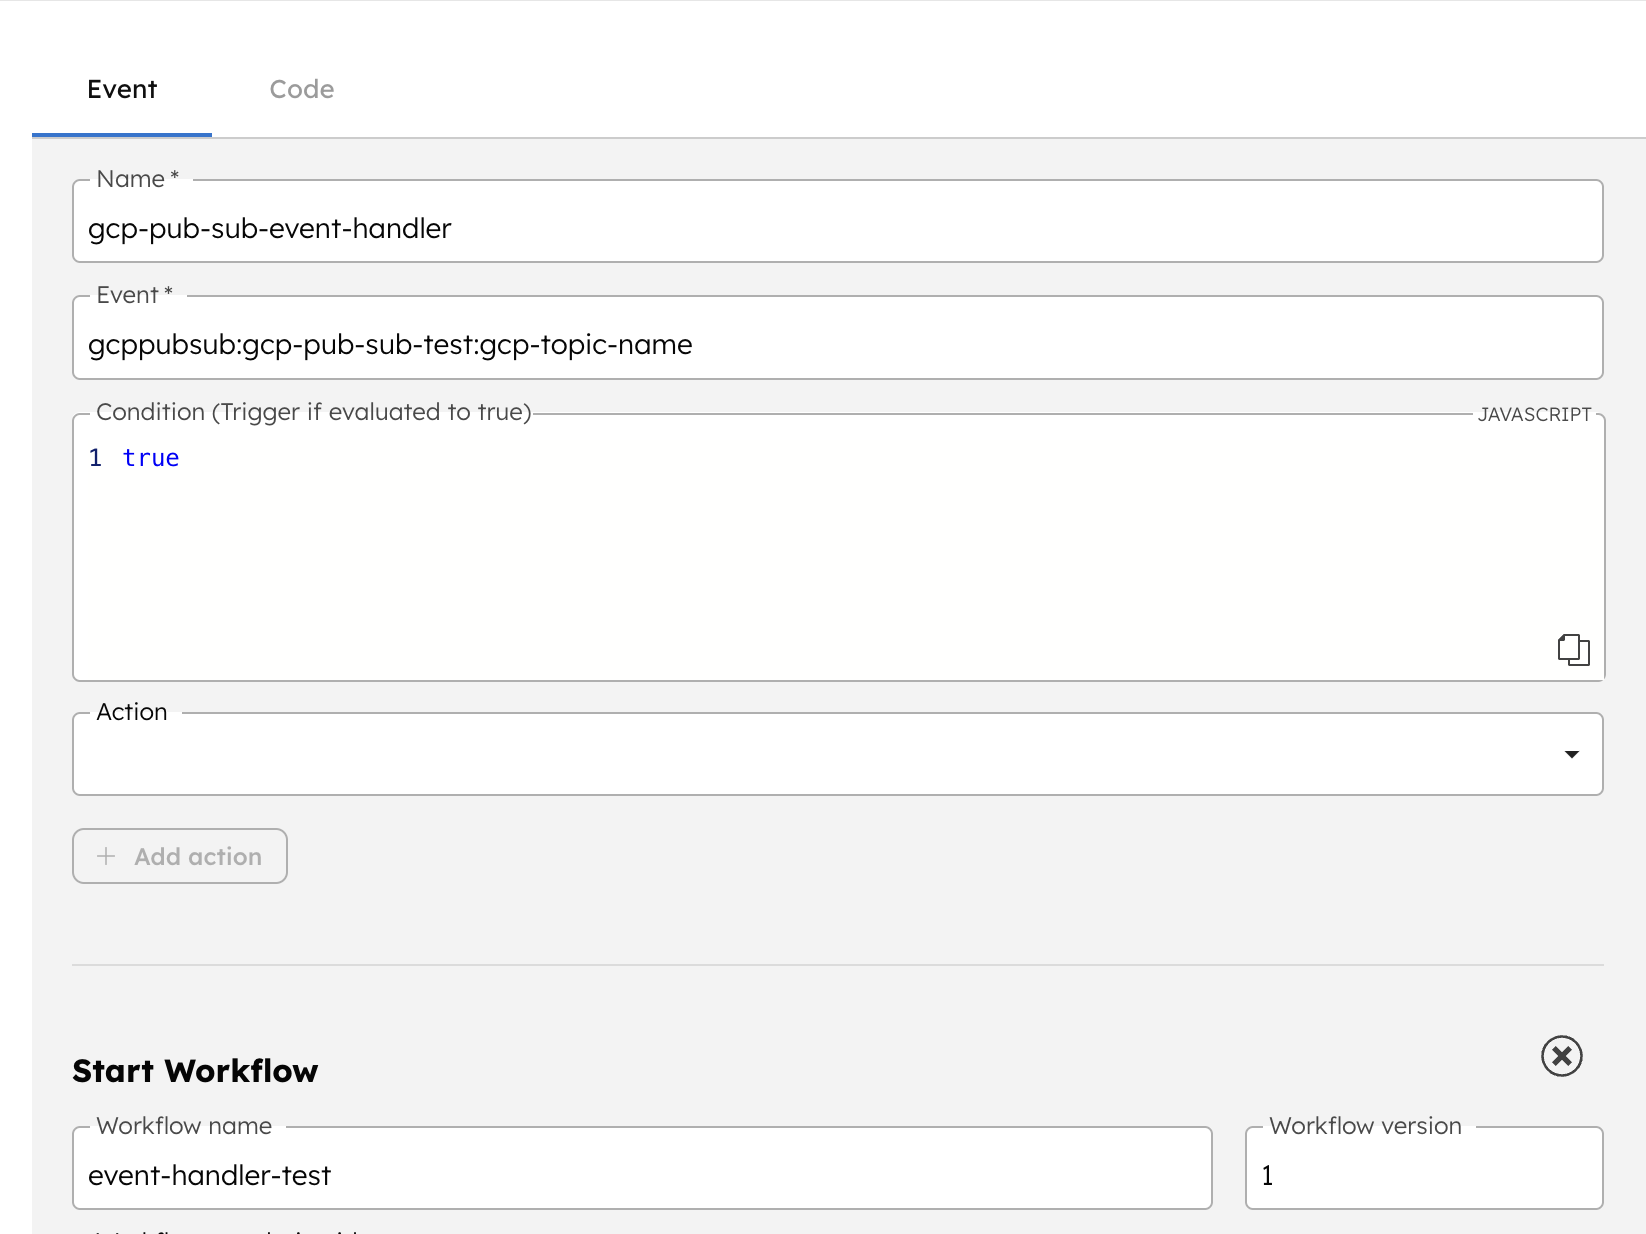 Event Code
Name *
gcp-pub-sub-event-handler
Event *
gcppubsub:gcp-pub-sub-test:gcp-topic-name
Condition (Trigger if evaluated to true) JAVASCRIPT
1 true
Action
+ Add action
Start Workflow
Workflow name
event-handler-test
Workflow version
1